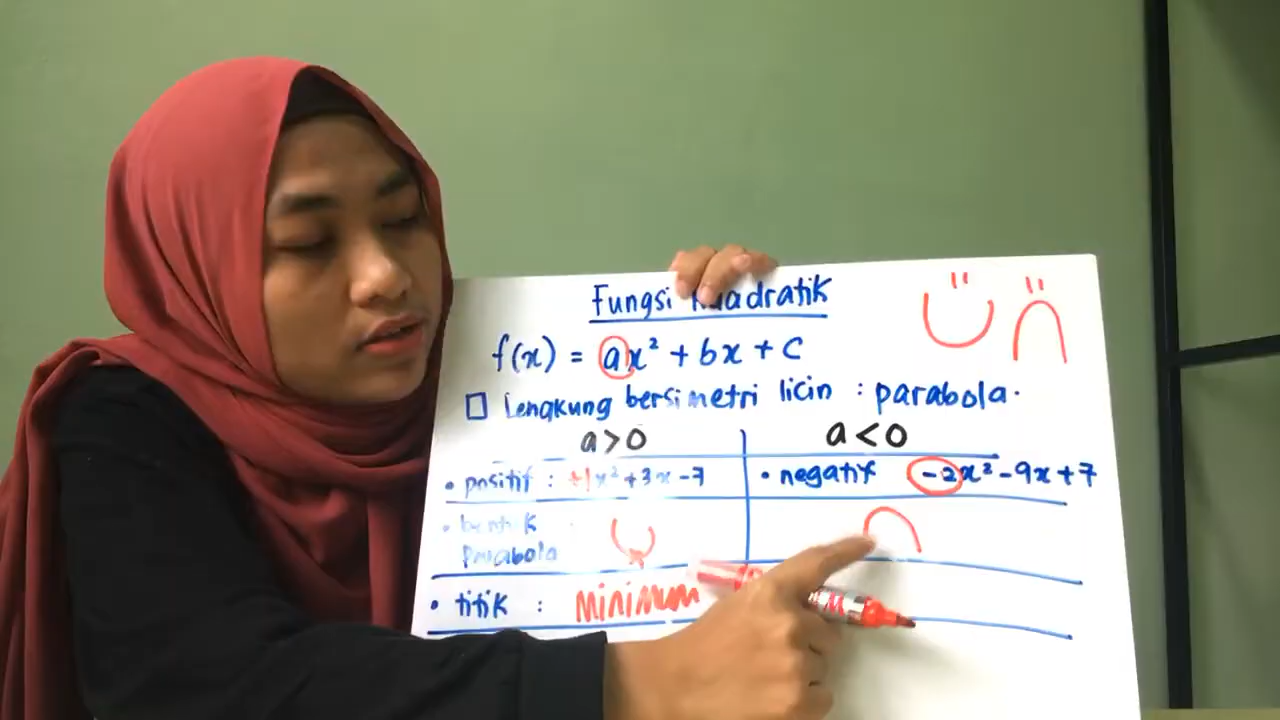 Fungsi Kuadratik
f(x) = ax² + bx + c
Lengkung bersimetri licin : parabola.
a > 0
a < 0
• positif : +1x² + 3x - 7
• negatif -2x² - 9x + 7
• bentuk :
parabola
• titik : Minimum